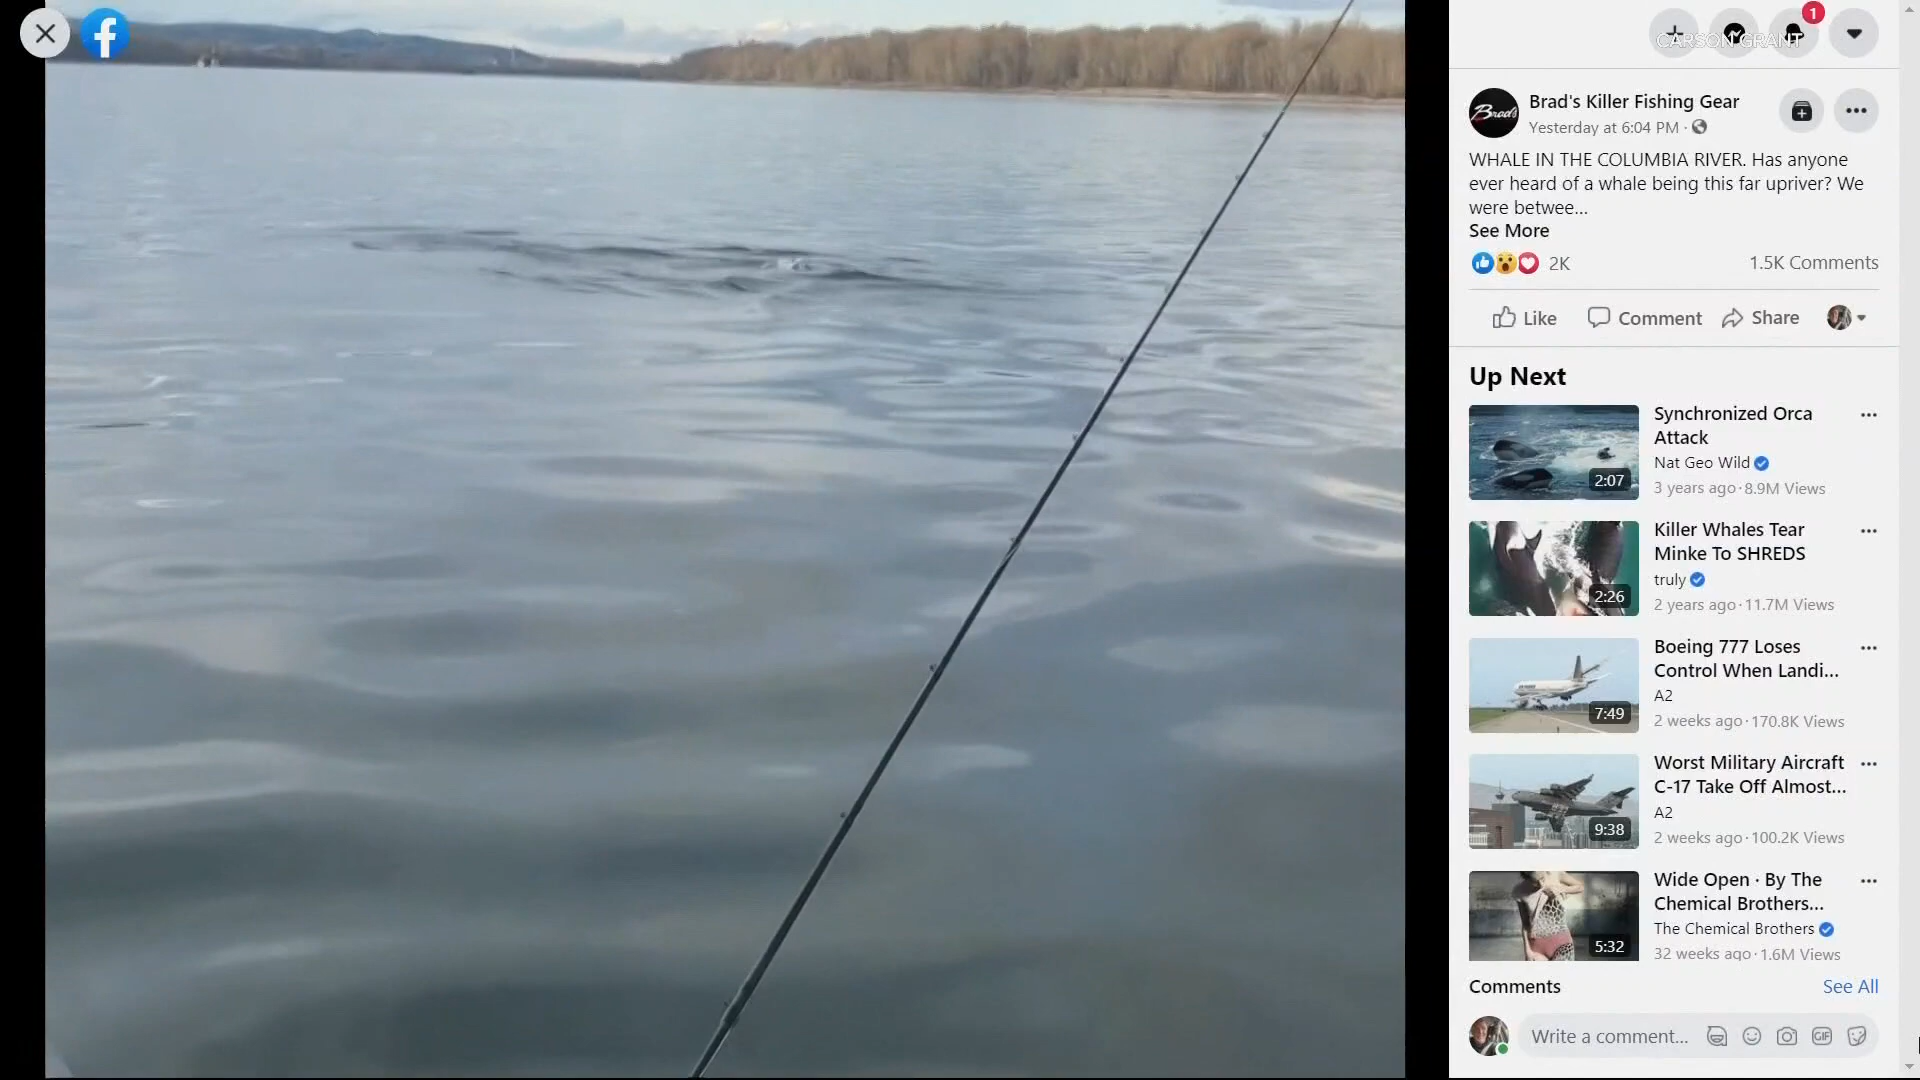 1
CARSON GRANT
Brad's
Brad's Killer Fishing Gear
Yesterday at 6:04 PM ·
WHALE IN THE COLUMBIA RIVER. Has anyone
ever heard of a whale being this far upriver? We
were betwee...
See More
2K
1.5K Comments
Like
Comment
Share
Up Next
Synchronized Orca
Attack
Nat Geo Wild
3 years ago · 8.9M Views
2:07
Killer Whales Tear
Minke To SHREDS
truly
2 years ago · 11.7M Views
2:26
Boeing 777 Loses
Control When Landi...
A2
2 weeks ago · 170.8K Views
7:49
Worst Military Aircraft
C-17 Take Off Almost...
A2
2 weeks ago · 100.2K Views
9:38
Wide Open · By The
Chemical Brothers...
The Chemical Brothers
32 weeks ago · 1.6M Views
5:32
Comments
See All
Write a comment...
GIF